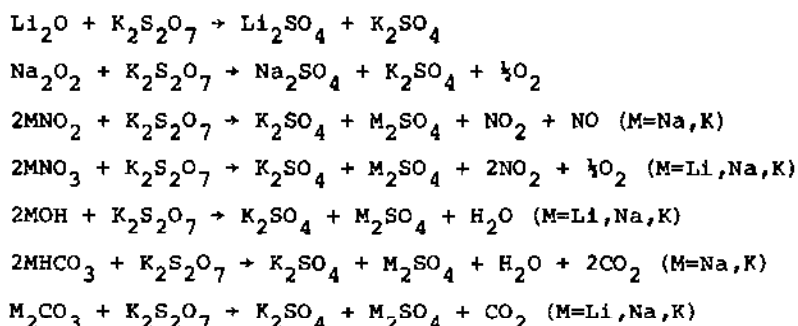 Li₂O + K₂S₂O₇ → Li₂SO₄ + K₂SO₄
Na₂O₂ + K₂S₂O₇ → Na₂SO₄ + K₂SO₄ + ½O₂
2MNO₂ + K₂S₂O₇ → K₂SO₄ + M₂SO₄ + NO₂ + NO (M=Na,K)
2MNO₃ + K₂S₂O₇ → K₂SO₄ + M₂SO₄ + 2NO₂ + ½O₂ (M=Li,Na,K)
2MOH + K₂S₂O₇ → K₂SO₄ + M₂SO₄ + H₂O (M=Li,Na,K)
2MHCO₃ + K₂S₂O₇ → K₂SO₄ + M₂SO₄ + H₂O + 2CO₂ (M=Na,K)
M₂CO₃ + K₂S₂O₇ → K₂SO₄ + M₂SO₄ + CO₂ (M=Li,Na,K)